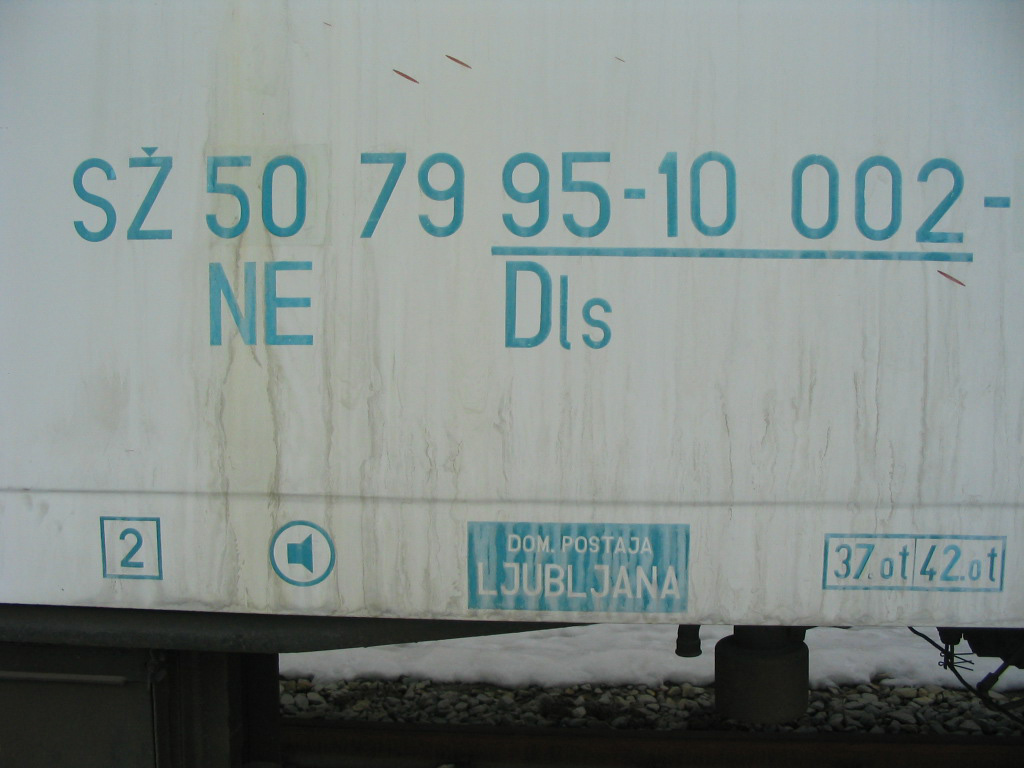 SŽ 50 79 95-10 002-
NE Dls
2
DOM. POSTAJA
LJUBLJANA
37.0t 42.0t